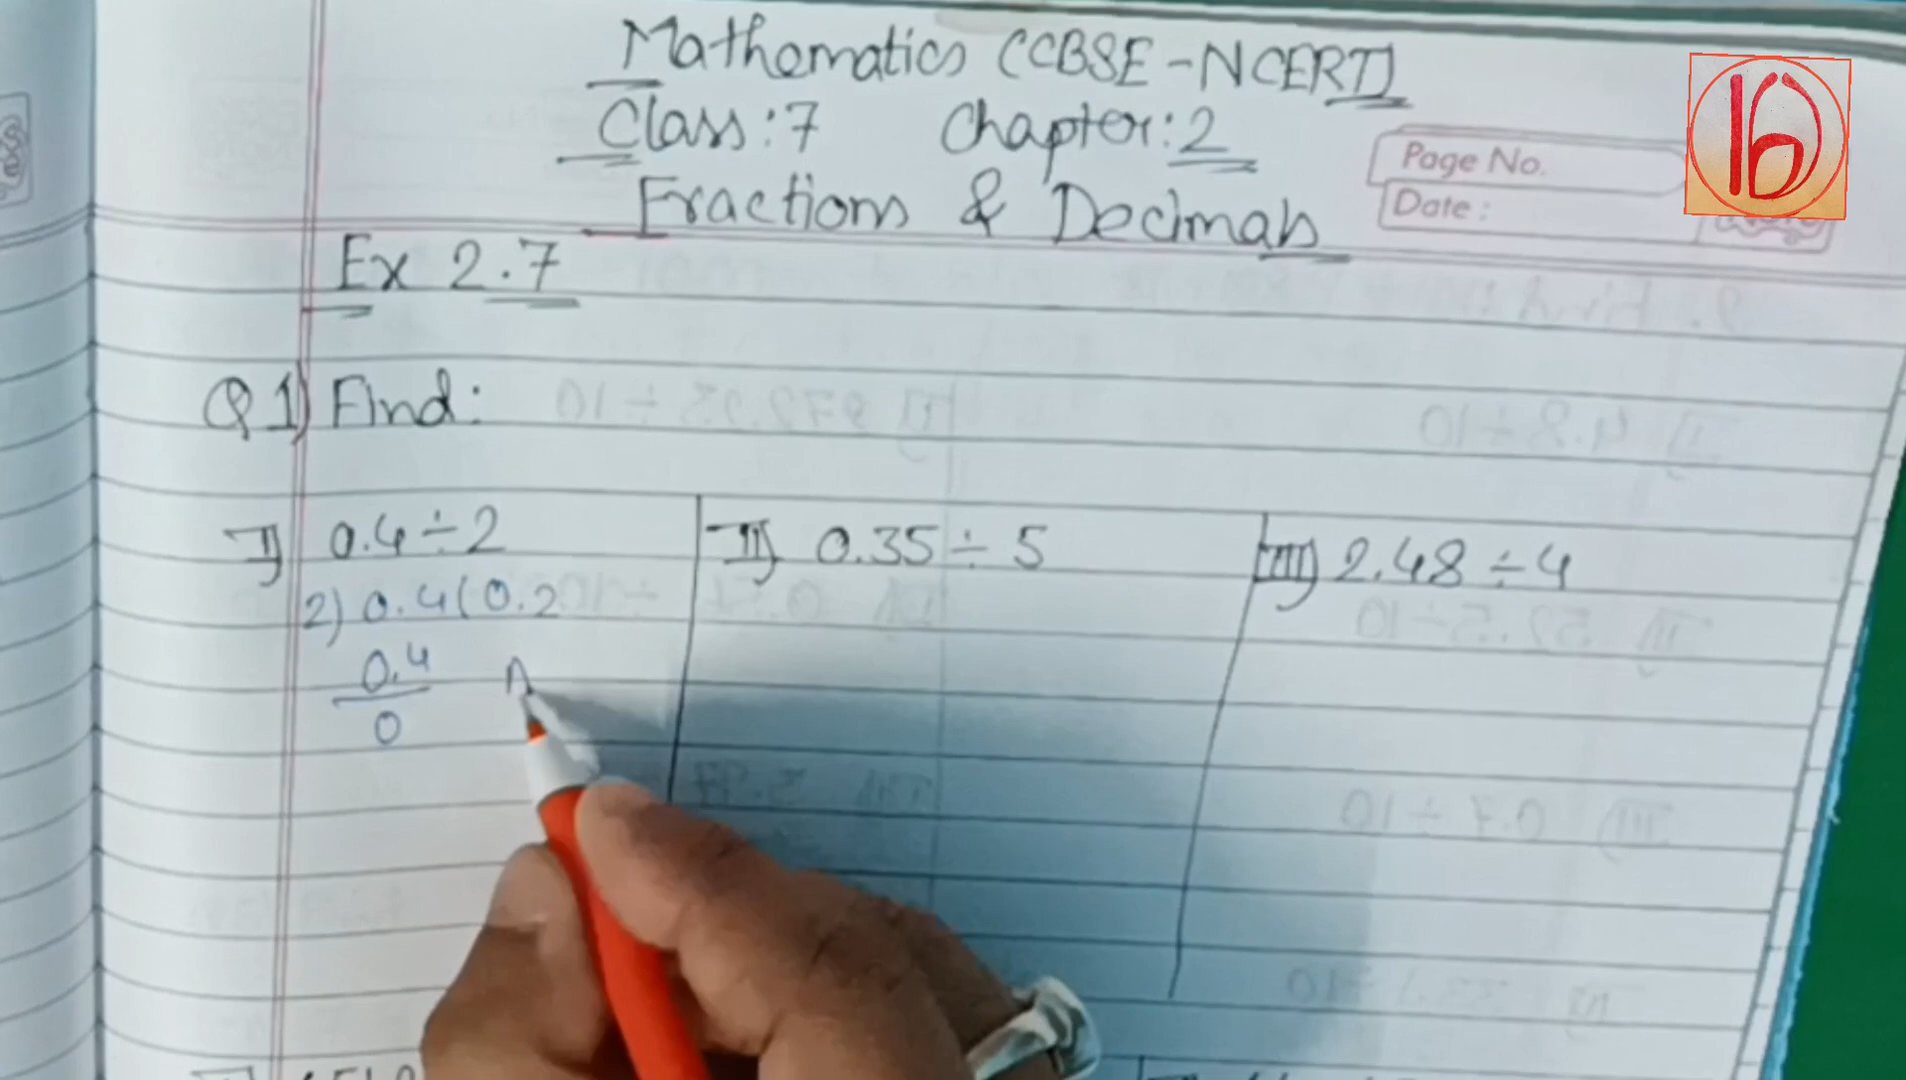 Mathematics (CBSE-NCERT)
Class:7 Chapter:2
Page No.
Fractions & Decimals
Date:
Ex 2.7
Q1) Find:
I) 0.4÷2 II) 0.35÷5 III) 2.48÷4
2) 0.4(0.2
0.4
0